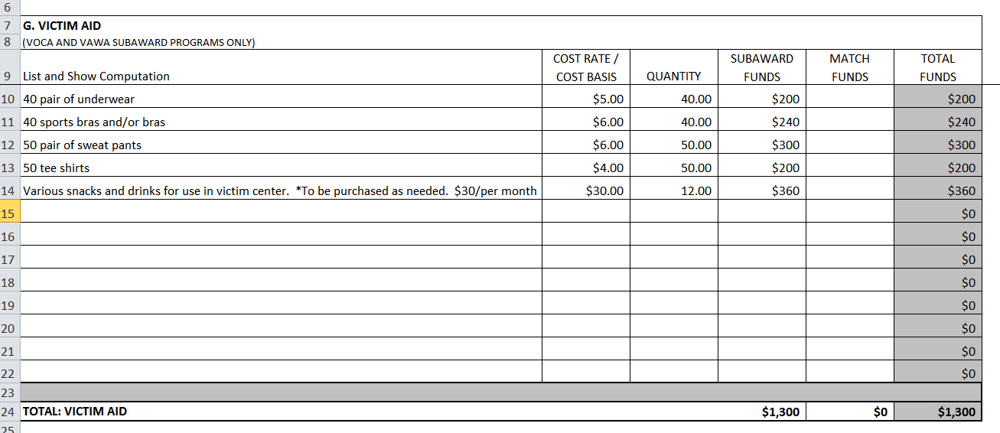 6
7 G. VICTIM AID
8 (VOCA AND VAWA SUBAWARD PROGRAMS ONLY)
COST RATE / SUBAWARD MATCH TOTAL
9 List and Show Computation COST BASIS QUANTITY FUNDS FUNDS FUNDS
10 40 pair of underwear $5.00 40.00 $200 $200
11 40 sports bras and/or bras $6.00 40.00 $240 $240
12 50 pair of sweat pants $6.00 50.00 $300 $300
13 50 tee shirts $4.00 50.00 $200 $200
14 Various snacks and drinks for use in victim center. *To be purchased as needed. $30/per month $30.00 12.00 $360 $360
15 $0
16 $0
17 $0
18 $0
19 $0
20 $0
21 $0
22 $0
23
24 TOTAL: VICTIM AID $1,300 $0 $1,300
25